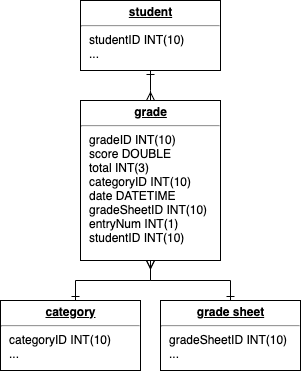 student
studentID INT(10)
...
grade
gradeID INT(10)
score DOUBLE
total INT(3)
categoryID INT(10)
date DATETIME
gradeSheetID INT(10)
entryNum INT(1)
studentID INT(10)
category
categoryID INT(10)
...
grade sheet
gradeSheetID INT(10)
...